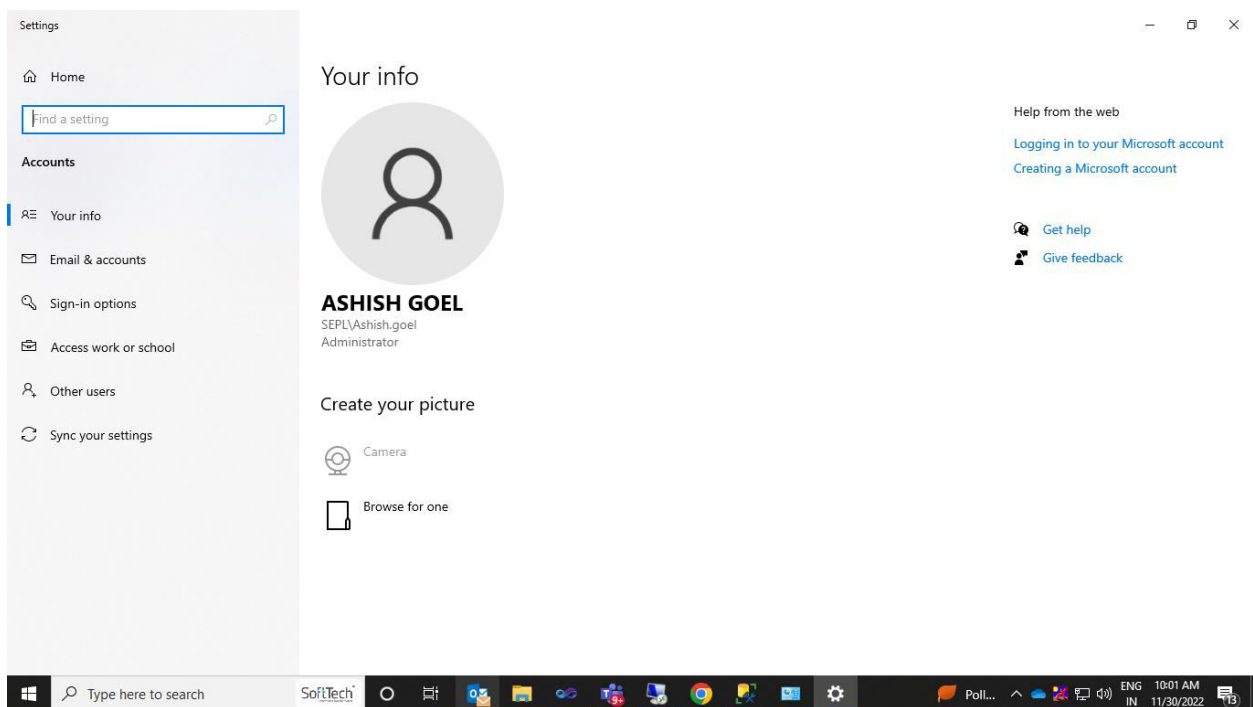 Settings
Home
Find a setting
Accounts
Your info
Email & accounts
Sign-in options
Access work or school
Other users
Sync your settings
Your info
ASHISH GOEL
SEPL\Ashish.goel
Administrator
Create your picture
Camera
Browse for one
Help from the web
Logging in to your Microsoft account
Creating a Microsoft account
Get help
Give feedback
Type here to search
SoftTech
9+
Poll...
ENG
IN
10:01 AM
11/30/2022
13